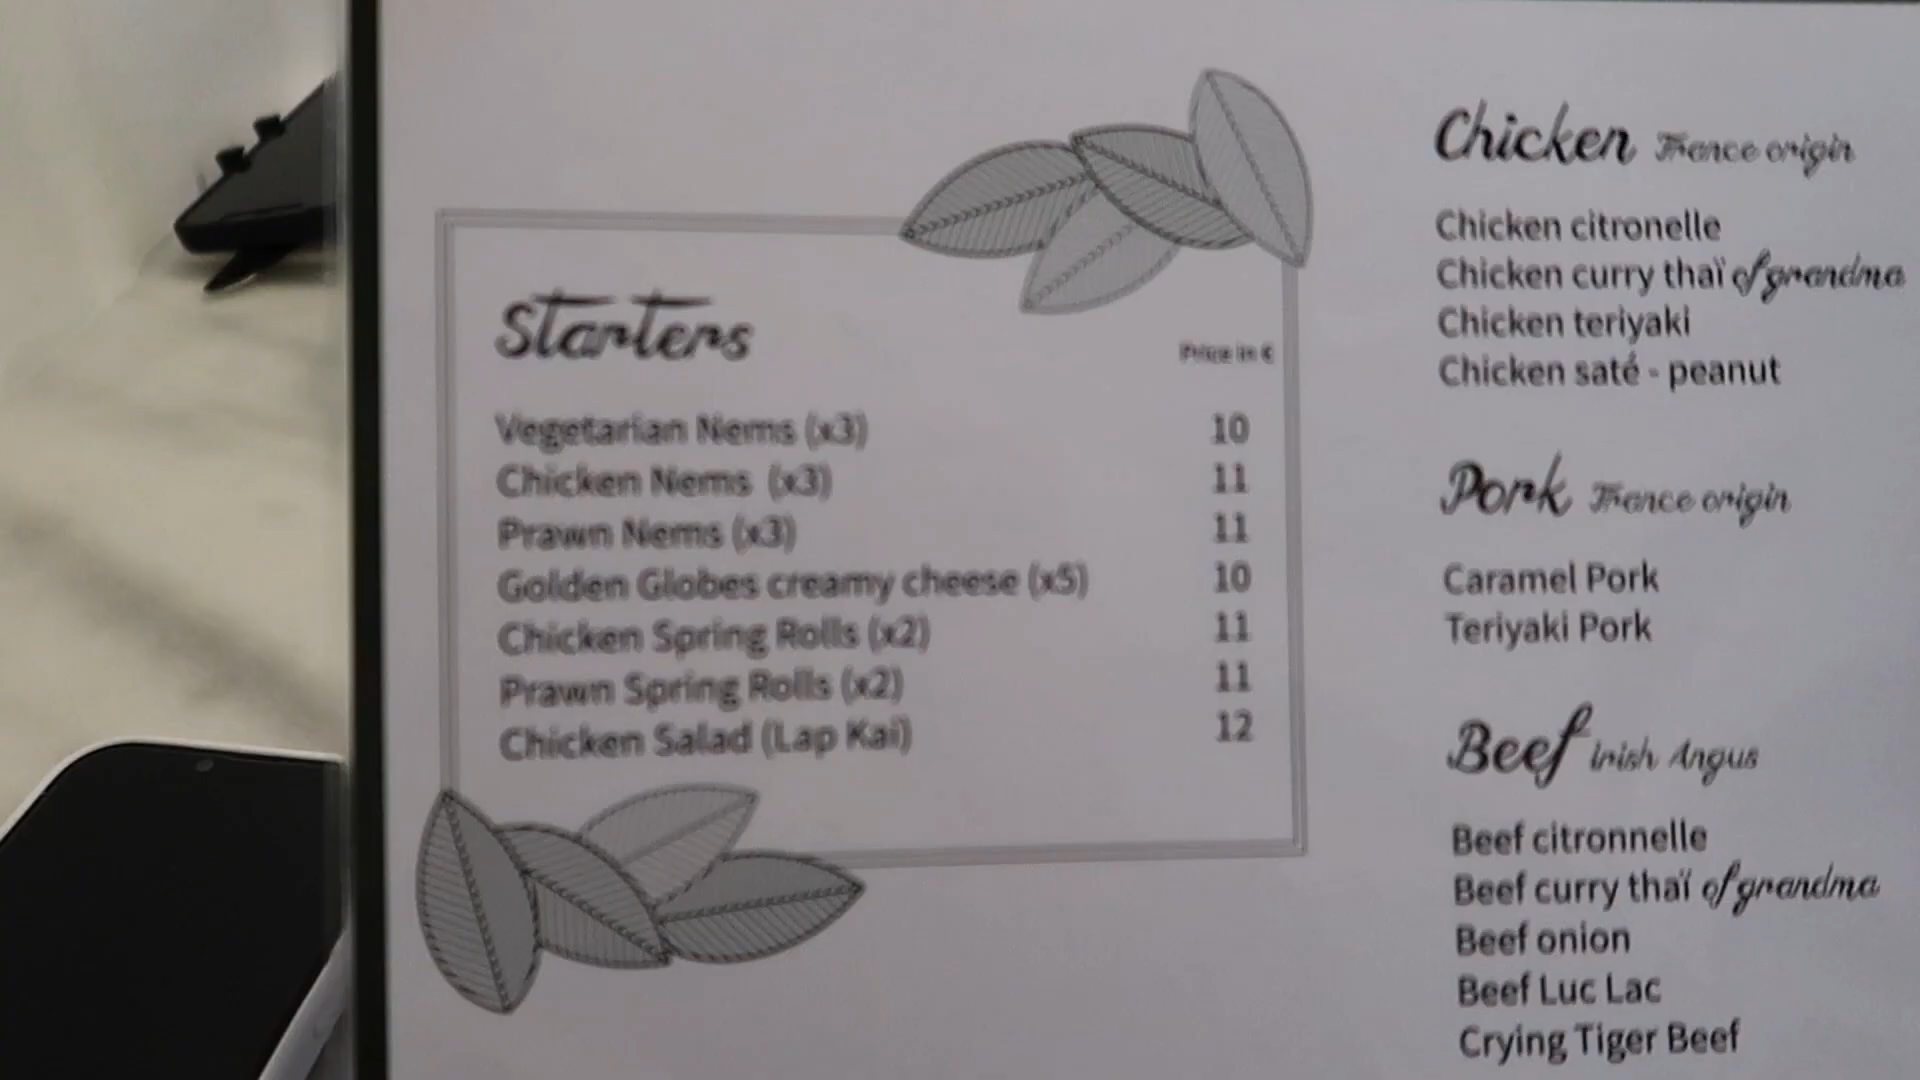 Starters
Price in €
Vegetarian Nems (x3) 10
Chicken Nems (x3) 11
Prawn Nems (x3) 11
Golden Globes creamy cheese (x5) 10
Chicken Spring Rolls (x2) 11
Prawn Spring Rolls (x2) 11
Chicken Salad (Lap Kai) 12
Chicken France origin
Chicken citronelle
Chicken curry thaï of grandma
Chicken teriyaki
Chicken saté - peanut
Pork France origin
Caramel Pork
Teriyaki Pork
Beef Irish Angus
Beef citronnelle
Beef curry thaï of grandma
Beef onion
Beef Luc Lac
Crying Tiger Beef